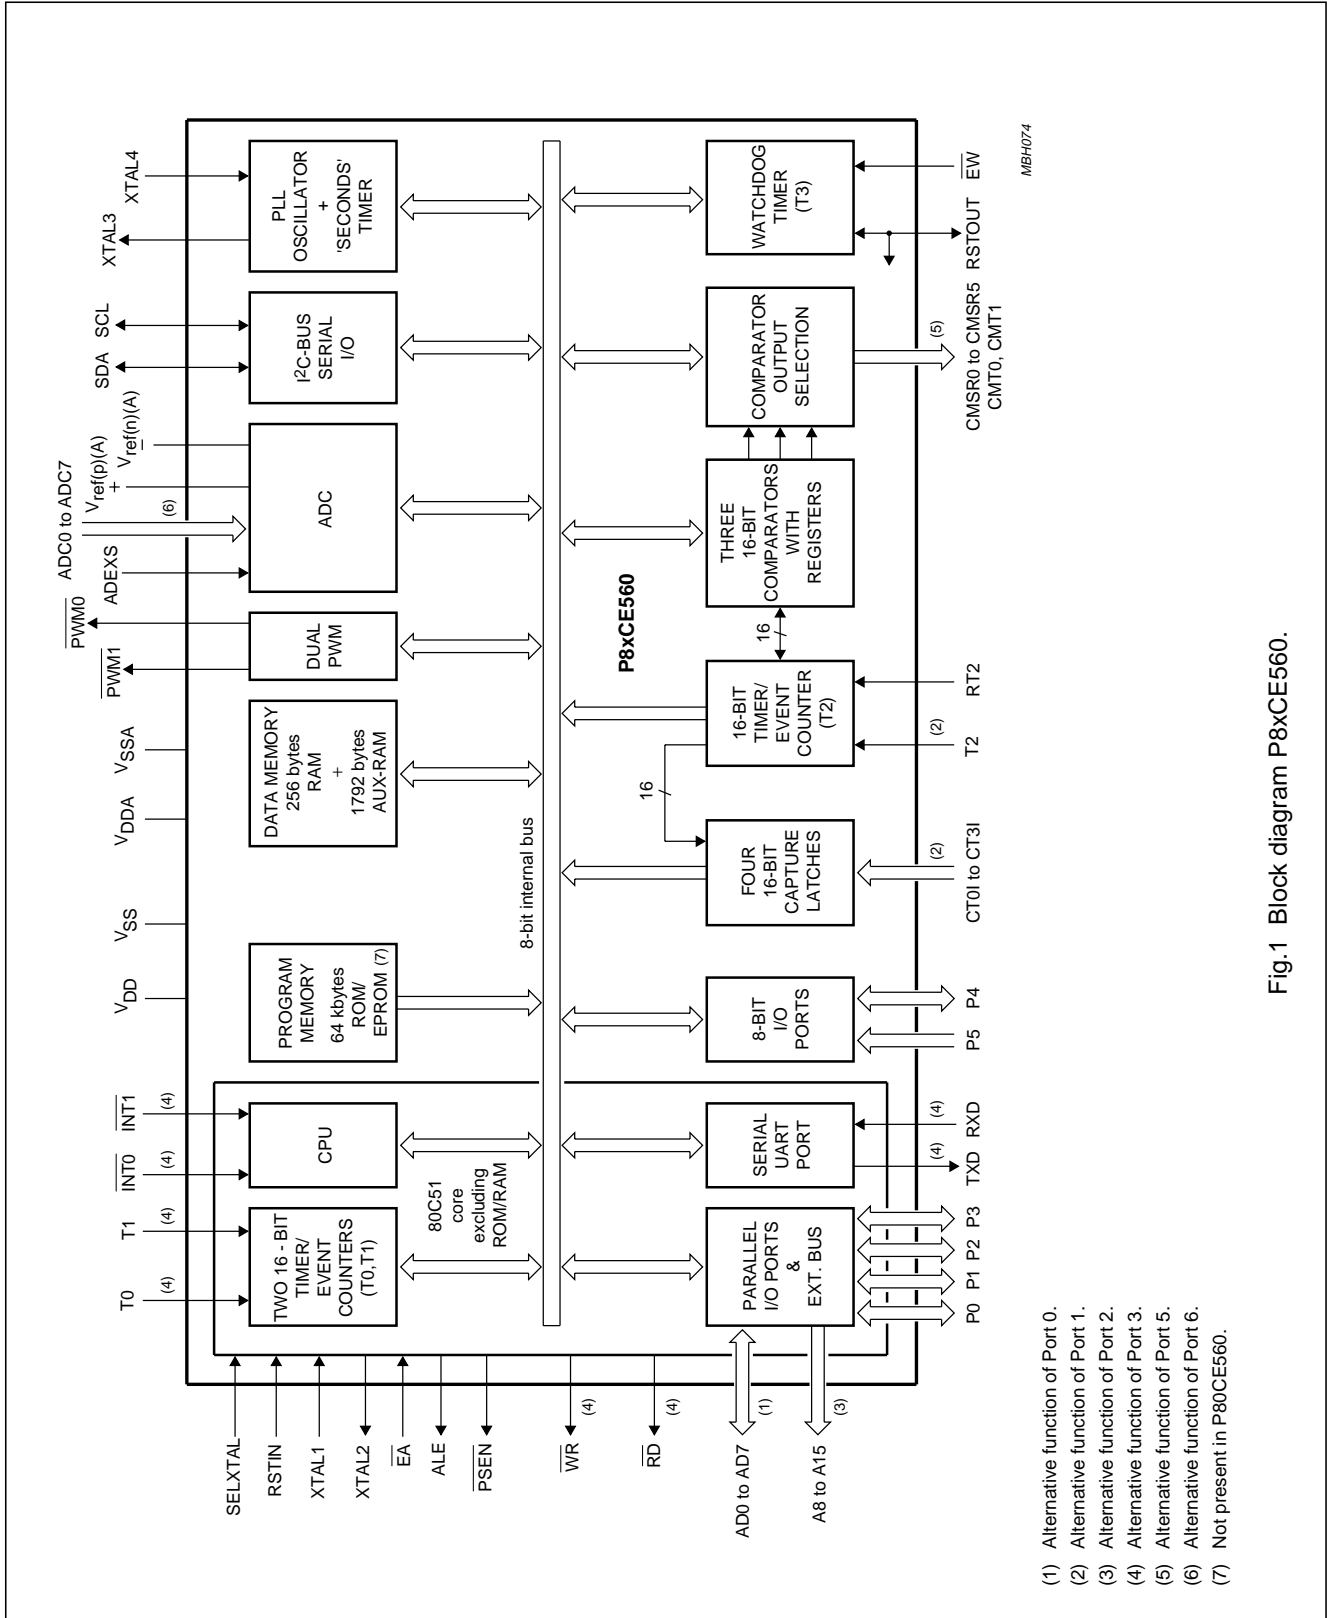 XTAL4
XTAL3
SCL
SDA
Vref(n)(A)
−
Vref(p)(A)
+
ADC0 to ADC7
(6)
ADEXS
PWM0
PWM1
VSSA
VDDA
VSS
VDD
INT1
(4)
INT0
(4)
T1
(4)
T0
(4)
PLL
OSCILLATOR
+
'SECONDS'
TIMER
I²C-BUS
SERIAL
I/O
ADC
DUAL
PWM
DATA MEMORY
256 bytes
RAM
+
1792 bytes
AUX-RAM
PROGRAM
MEMORY
64 kbytes
ROM/
EPROM (7)
CPU
TWO 16 - BIT
TIMER/
EVENT
COUNTERS
(T0,T1)
80C51
core
excluding
ROM/RAM
8-bit internal bus
P8xCE560
WATCHDOG
TIMER
(T3)
COMPARATOR
OUTPUT
SELECTION
THREE
16-BIT
COMPARATORS
WITH
REGISTERS
16
16-BIT
TIMER/
EVENT
COUNTER
(T2)
16
FOUR
16-BIT
CAPTURE
LATCHES
8-BIT
I/O
PORTS
SERIAL
UART
PORT
PARALLEL
I/O PORTS
&
EXT. BUS
SELXTAL
RSTIN
XTAL1
XTAL2
EA
ALE
PSEN
WR
(4)
RD
(4)
AD0 to AD7
(1)
A8 to A15
(3)
P0
P1
P2
P3
TXD
(4)
RXD
(4)
P5
P4
CT0I to CT3I
(2)
T2
(2)
RT2
CMSR0 to CMSR5
CMT0, CMT1
(5)
RSTOUT
EW
MBH074
(1) Alternative function of Port 0.
(2) Alternative function of Port 1.
(3) Alternative function of Port 2.
(4) Alternative function of Port 3.
(5) Alternative function of Port 5.
(6) Alternative function of Port 6.
(7) Not present in P80CE560.
Fig.1 Block diagram P8xCE560.